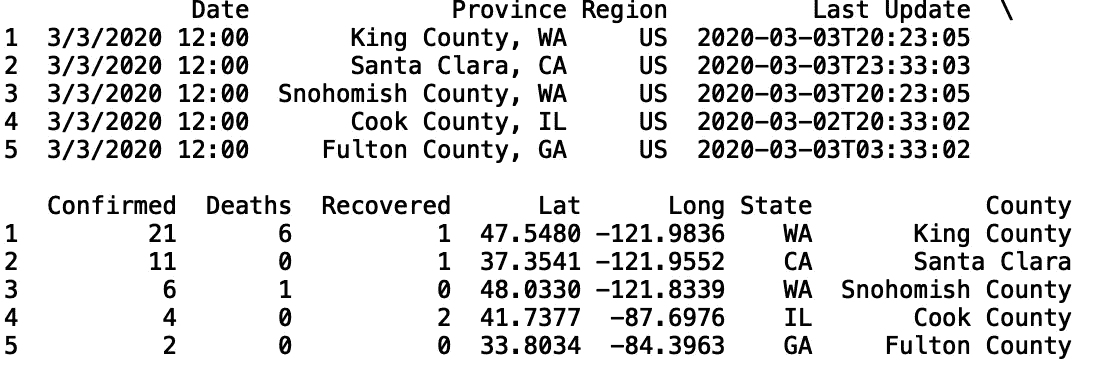 Date Province Region Last Update \
1 3/3/2020 12:00 King County, WA US 2020-03-03T20:23:05
2 3/3/2020 12:00 Santa Clara, CA US 2020-03-03T23:33:03
3 3/3/2020 12:00 Snohomish County, WA US 2020-03-03T20:23:05
4 3/3/2020 12:00 Cook County, IL US 2020-03-02T20:33:02
5 3/3/2020 12:00 Fulton County, GA US 2020-03-03T03:33:02
Confirmed Deaths Recovered Lat Long State County
1 21 6 1 47.5480 -121.9836 WA King County
2 11 0 1 37.3541 -121.9552 CA Santa Clara
3 6 1 0 48.0330 -121.8339 WA Snohomish County
4 4 0 2 41.7377 -87.6976 IL Cook County
5 2 0 0 33.8034 -84.3963 GA Fulton County